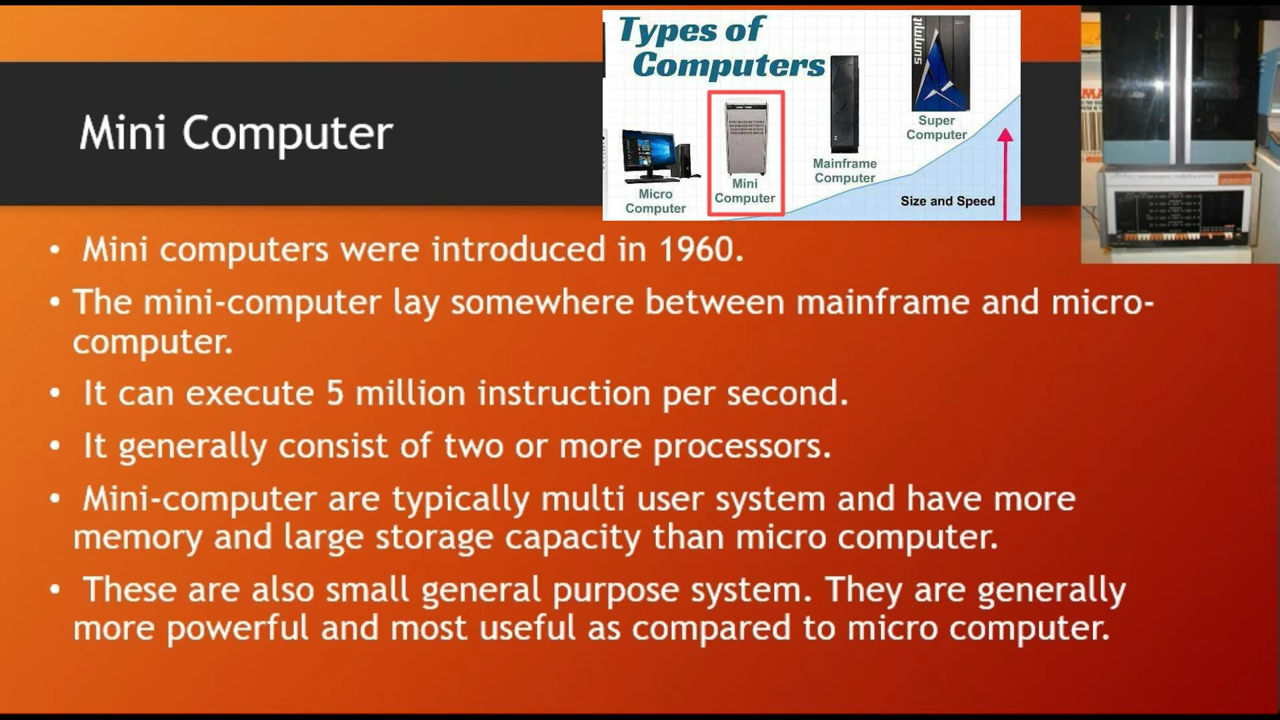 Mini Computer
Types of
Computers
summit
Super
Computer
Mainframe
Computer
Mini
Computer
Micro
Computer
Size and Speed
• Mini computers were introduced in 1960.
• The mini-computer lay somewhere between mainframe and micro-
computer.
• It can execute 5 million instruction per second.
• It generally consist of two or more processors.
• Mini-computer are typically multi user system and have more
memory and large storage capacity than micro computer.
• These are also small general purpose system. They are generally
more powerful and most useful as compared to micro computer.